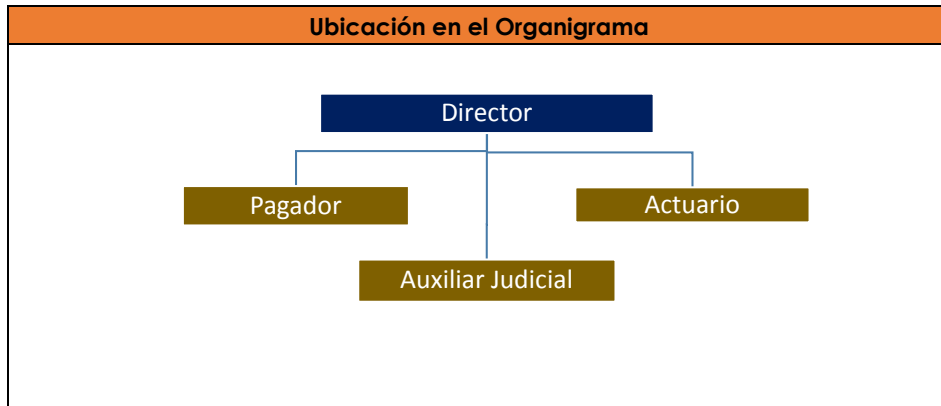 Ubicación en el Organigrama
Director
Pagador
Actuario
Auxiliar Judicial